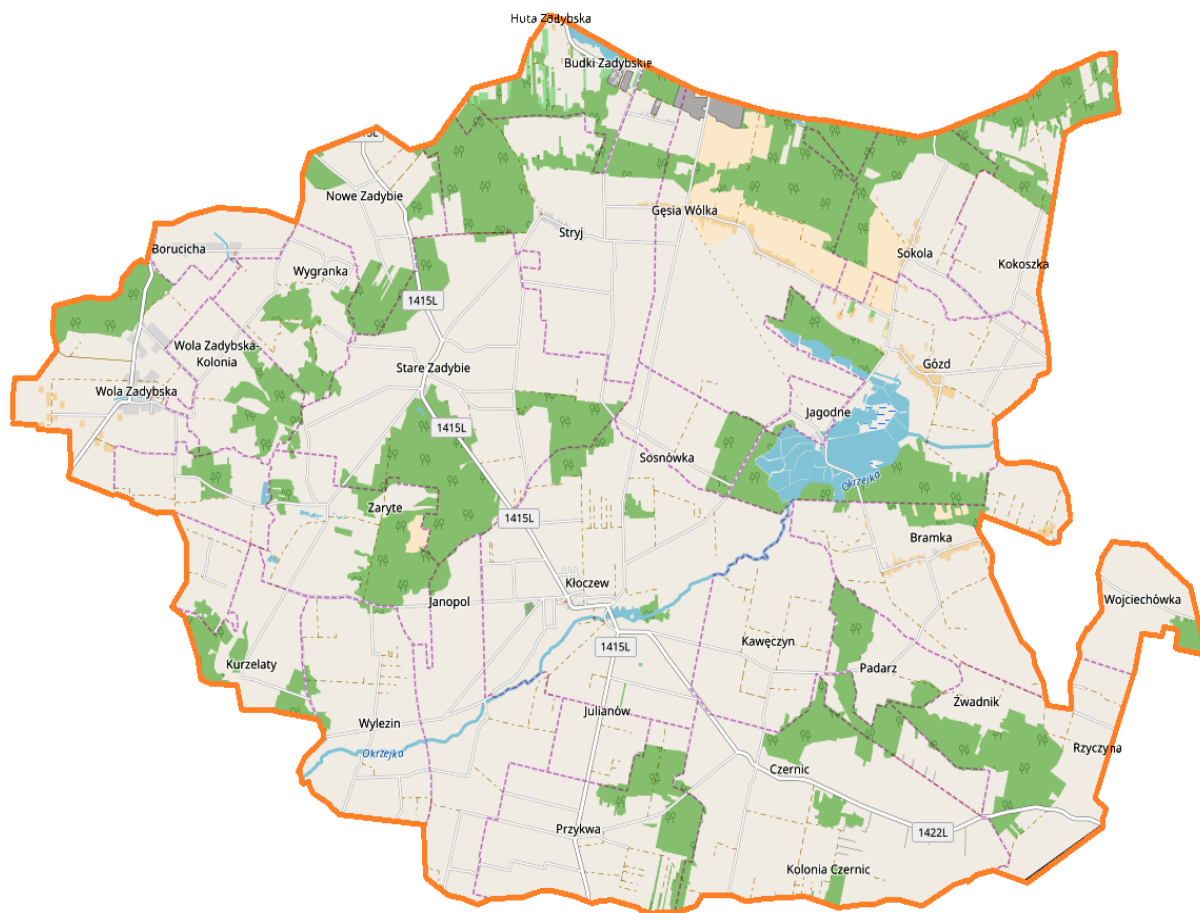 Huta Zadybska
Budki Zadybskie
Nowe Zadybie
Gęsia Wólka
Stryj
Borucicha
Sokola
Wygranka
Kokoszka
1415L
Wola Zadybska-
Kolonia
Stare Zadybie
Gózd
Wola Zadybska
Jagodne
1415L
Sosnówka
Okrzejka
Zaryte
1415L
Bramka
Kłoczew
Janopol
Wojciechówka
1415L
Kawęczyn
Kurzelaty
Padarz
Żwadnik
Julianów
Wylezin
Rzyczyna
Okrzejka
Czernic
Przykwa
1422L
Kolonia Czernic